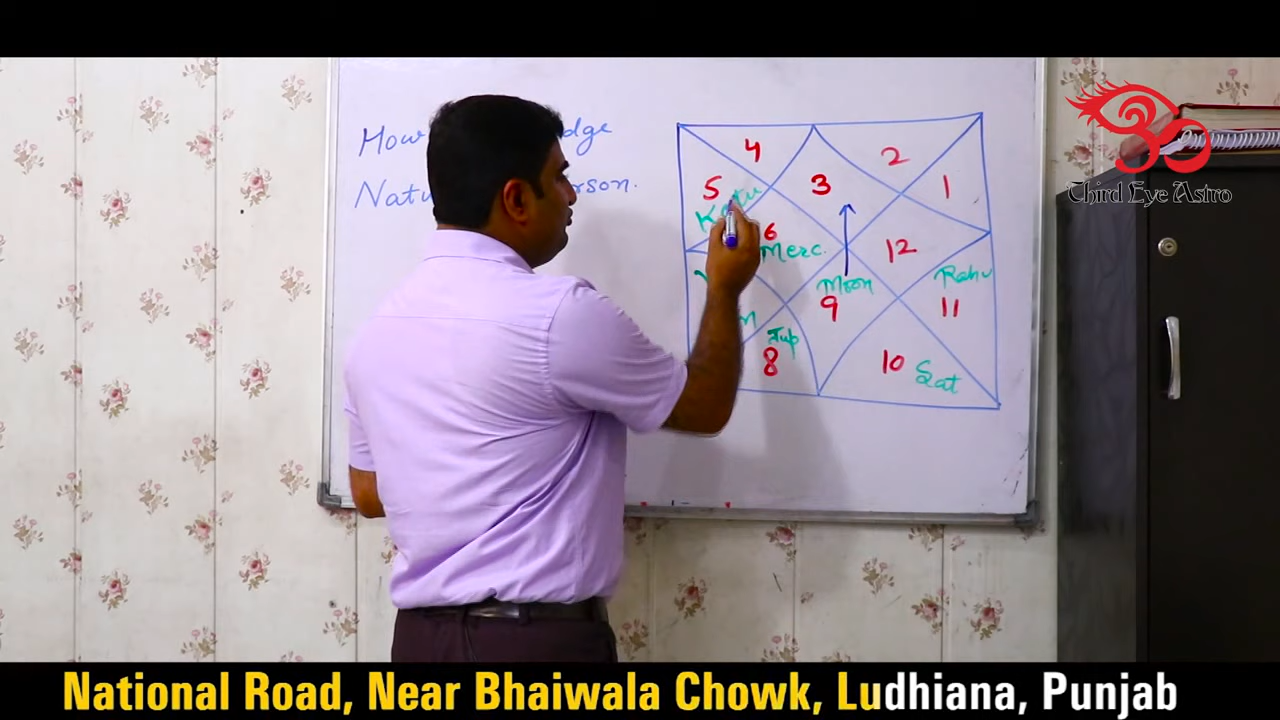 How dge
Natu rson.
4
2
5
3
1
Ketu
6
Merc.
12
Moon
Rahu
9
11
Jup
8
10
Sat
Third Eye Astro
National Road, Near Bhaiwala Chowk, Ludhiana, Punjab